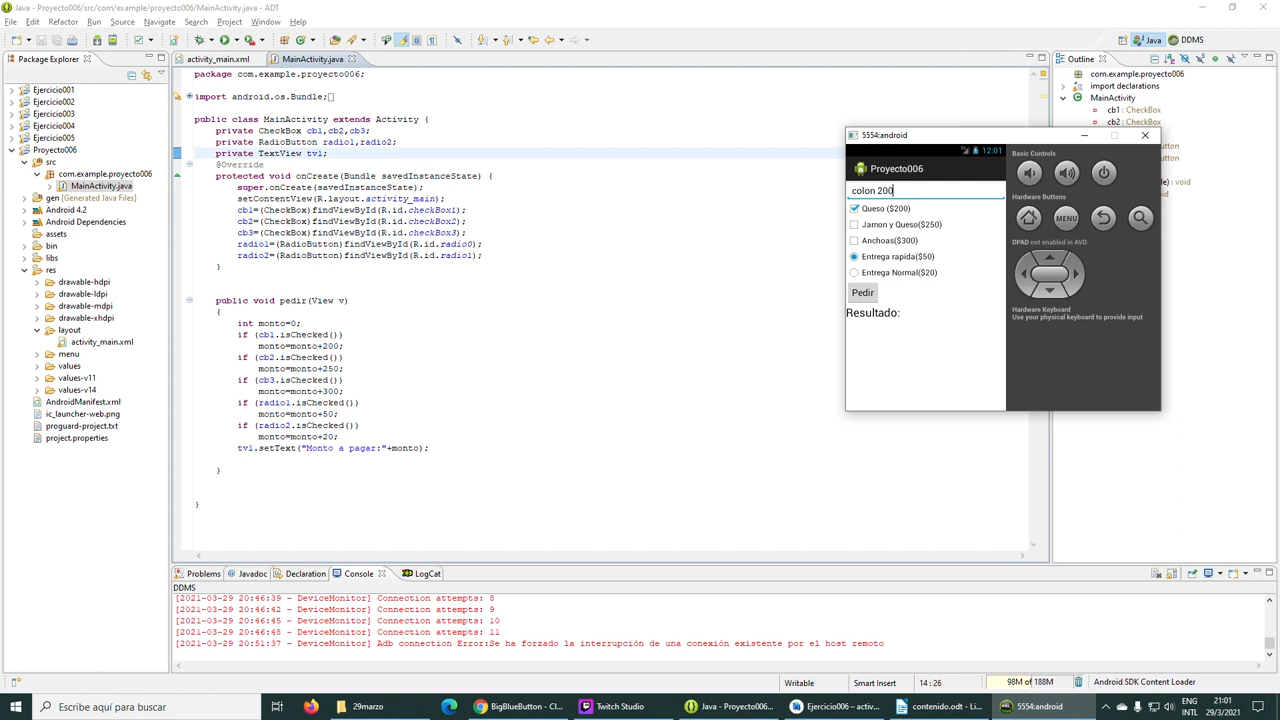 Java - Proyecto006/src/com/example/proyecto006/MainActivity.java - ADT
File Edit Refactor Run Source Navigate Search Project Window Help
Java DDMS
Package Explorer
Ejercicio001
Ejercicio002
Ejercicio003
Ejercicio004
Ejercicio005
Proyecto006
src
com.example.proyecto006
MainActivity.java
gen [Generated Java Files]
Android 4.2
Android Dependencies
assets
bin
libs
res
drawable-hdpi
drawable-ldpi
drawable-mdpi
drawable-xhdpi
layout
activity_main.xml
menu
values
values-v11
values-v14
AndroidManifest.xml
ic_launcher-web.png
proguard-project.txt
project.properties
activity_main.xml MainActivity.java
package com.example.proyecto006;
import android.os.Bundle;
public class MainActivity extends Activity {
private CheckBox cb1,cb2,cb3;
private RadioButton radio1,radio2;
private TextView tv1;
@Override
protected void onCreate(Bundle savedInstanceState) {
super.onCreate(savedInstanceState);
setContentView(R.layout.activity_main);
cb1=(CheckBox)findViewById(R.id.checkBox1);
cb2=(CheckBox)findViewById(R.id.checkBox2);
cb3=(CheckBox)findViewById(R.id.checkBox3);
radio1=(RadioButton)findViewById(R.id.radio0);
radio2=(RadioButton)findViewById(R.id.radio1);
}
public void pedir(View v)
{
int monto=0;
if (cb1.isChecked())
monto=monto+200;
if (cb2.isChecked())
monto=monto+250;
if (cb3.isChecked())
monto=monto+300;
if (radio1.isChecked())
monto=monto+50;
if (radio2.isChecked())
monto=monto+20;
tv1.setText("Monto a pagar:"+monto);
}
}
Outline
com.example.proyecto006
import declarations
MainActivity
cb1 : CheckBox
cb2 : CheckBox
) : void
5554:android
12:01
Proyecto006
colon 200
Queso ($200)
Jamon y Queso($250)
Anchoas($300)
Entrega rapida($50)
Entrega Normal($20)
Pedir
Resultado:
Basic Controls
Hardware Buttons
MENU
DPAD not enabled in AVD
Hardware Keyboard
Use your physical keyboard to provide input
Problems Javadoc Declaration Console LogCat
DDMS
[2021-03-29 20:46:39 - DeviceMonitor] Connection attempts: 8
[2021-03-29 20:46:42 - DeviceMonitor] Connection attempts: 9
[2021-03-29 20:46:45 - DeviceMonitor] Connection attempts: 10
[2021-03-29 20:46:48 - DeviceMonitor] Connection attempts: 11
[2021-03-29 20:51:37 - DeviceMonitor] Adb connection Error:Se ha forzado la interrupción de una conexión existente por el host remoto
Writable Smart Insert 14 : 26 98M of 188M Android SDK Content Loader
Escribe aquí para buscar
29marzo
BigBlueButton - Cl...
Twitch Studio
Java - Proyecto006...
Ejercicio006 – activ...
contenido.odt - Li...
5554:android
ESP
INTL
21:01
29/3/2021